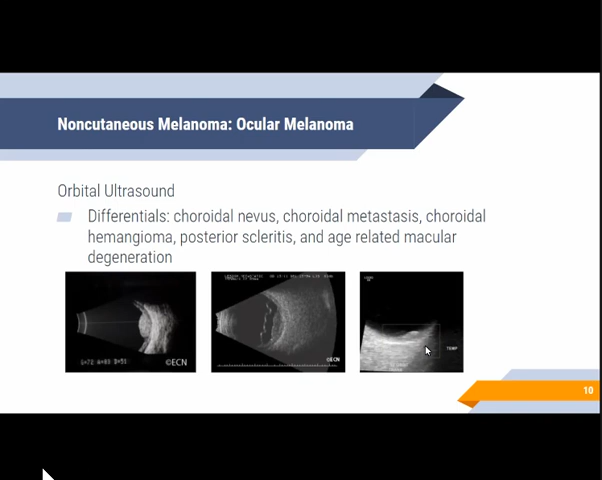 Noncutaneous Melanoma: Ocular Melanoma
Orbital Ultrasound
Differentials: choroidal nevus, choroidal metastasis, choroidal
hemangioma, posterior scleritis, and age related macular
degeneration
©ECN
©ECN
TEMP
10